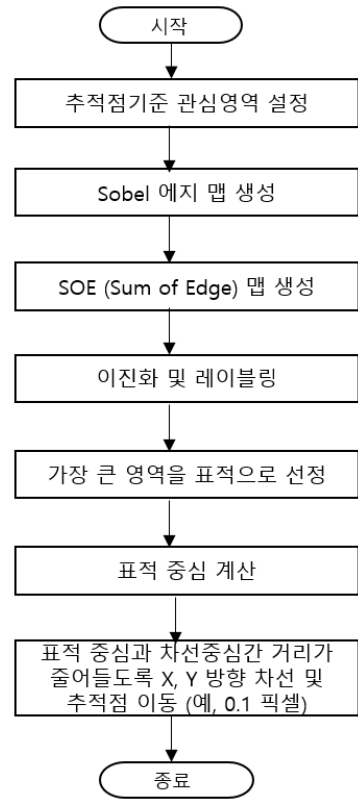 시작
추적점기준 관심영역 설정
Sobel 에지 맵 생성
SOE (Sum of Edge) 맵 생성
이진화 및 레이블링
가장 큰 영역을 표적으로 선정
표적 중심 계산
표적 중심과 차선중심간 거리가
줄어들도록 X, Y 방향 차선 및
추적점 이동 (예, 0.1 픽셀)
종료